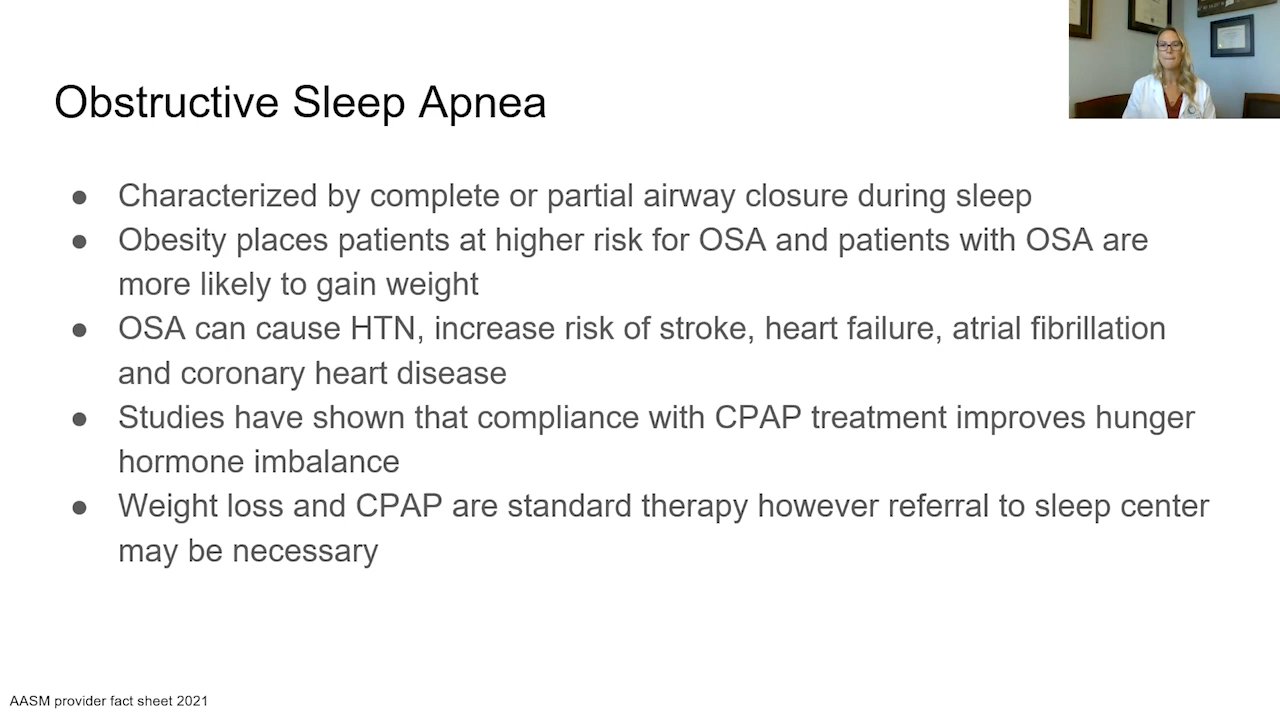 Obstructive Sleep Apnea
● Characterized by complete or partial airway closure during sleep
● Obesity places patients at higher risk for OSA and patients with OSA are
more likely to gain weight
● OSA can cause HTN, increase risk of stroke, heart failure, atrial fibrillation
and coronary heart disease
● Studies have shown that compliance with CPAP treatment improves hunger
hormone imbalance
● Weight loss and CPAP are standard therapy however referral to sleep center
may be necessary
AASM provider fact sheet 2021